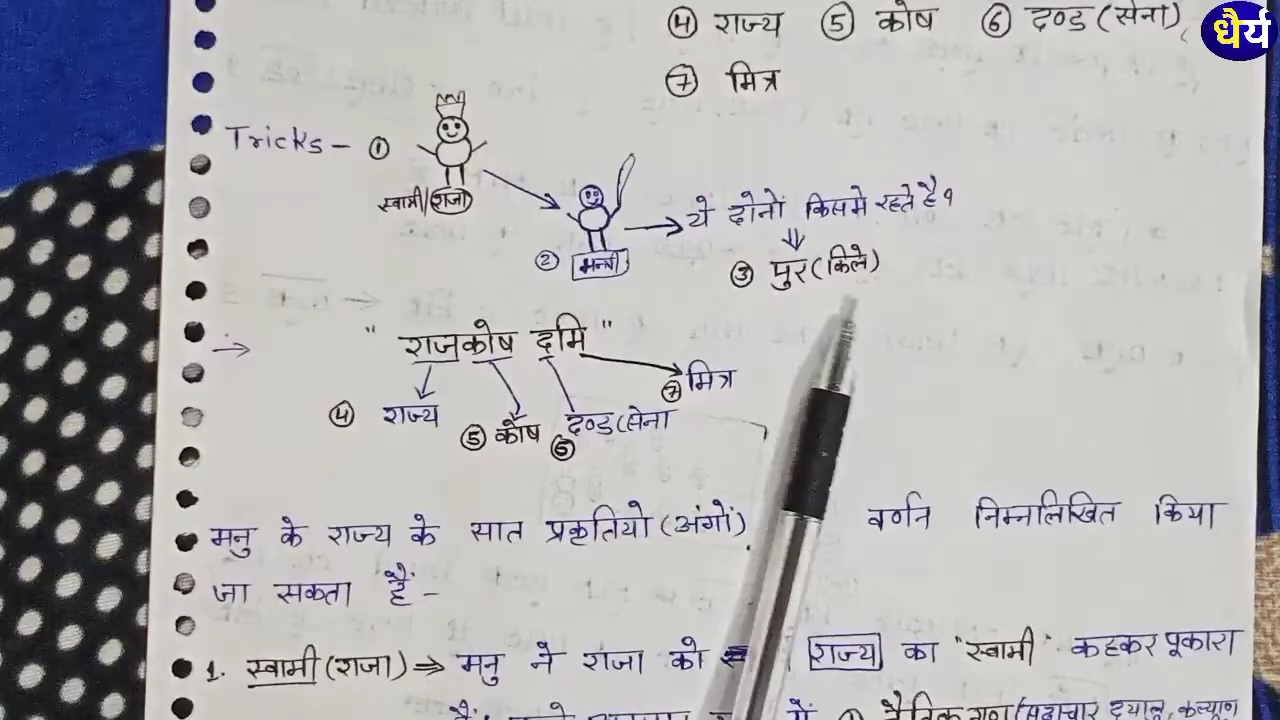 ④ राज्य ⑤ कोष ⑥ दण्ड (सेना),
धैर्य
⑦ मित्र
Tricks – ①
स्वामी/राजा
② मन्त्री
ये दोनों किसमे रहते है?
③ पुर (किले)
"राजकोष दमि"
④ राज्य
⑤ कोष
⑥ दण्ड (सेना
⑦ मित्र
मनु के राज्य के सात प्रकृतियो (अंगों) वर्णन निम्नलिखित किया
जा सकता हैं –
1. स्वामी (राजा) ⇒ मनु ने राजा को राज्य का "स्वामी" कहकर पूकारा